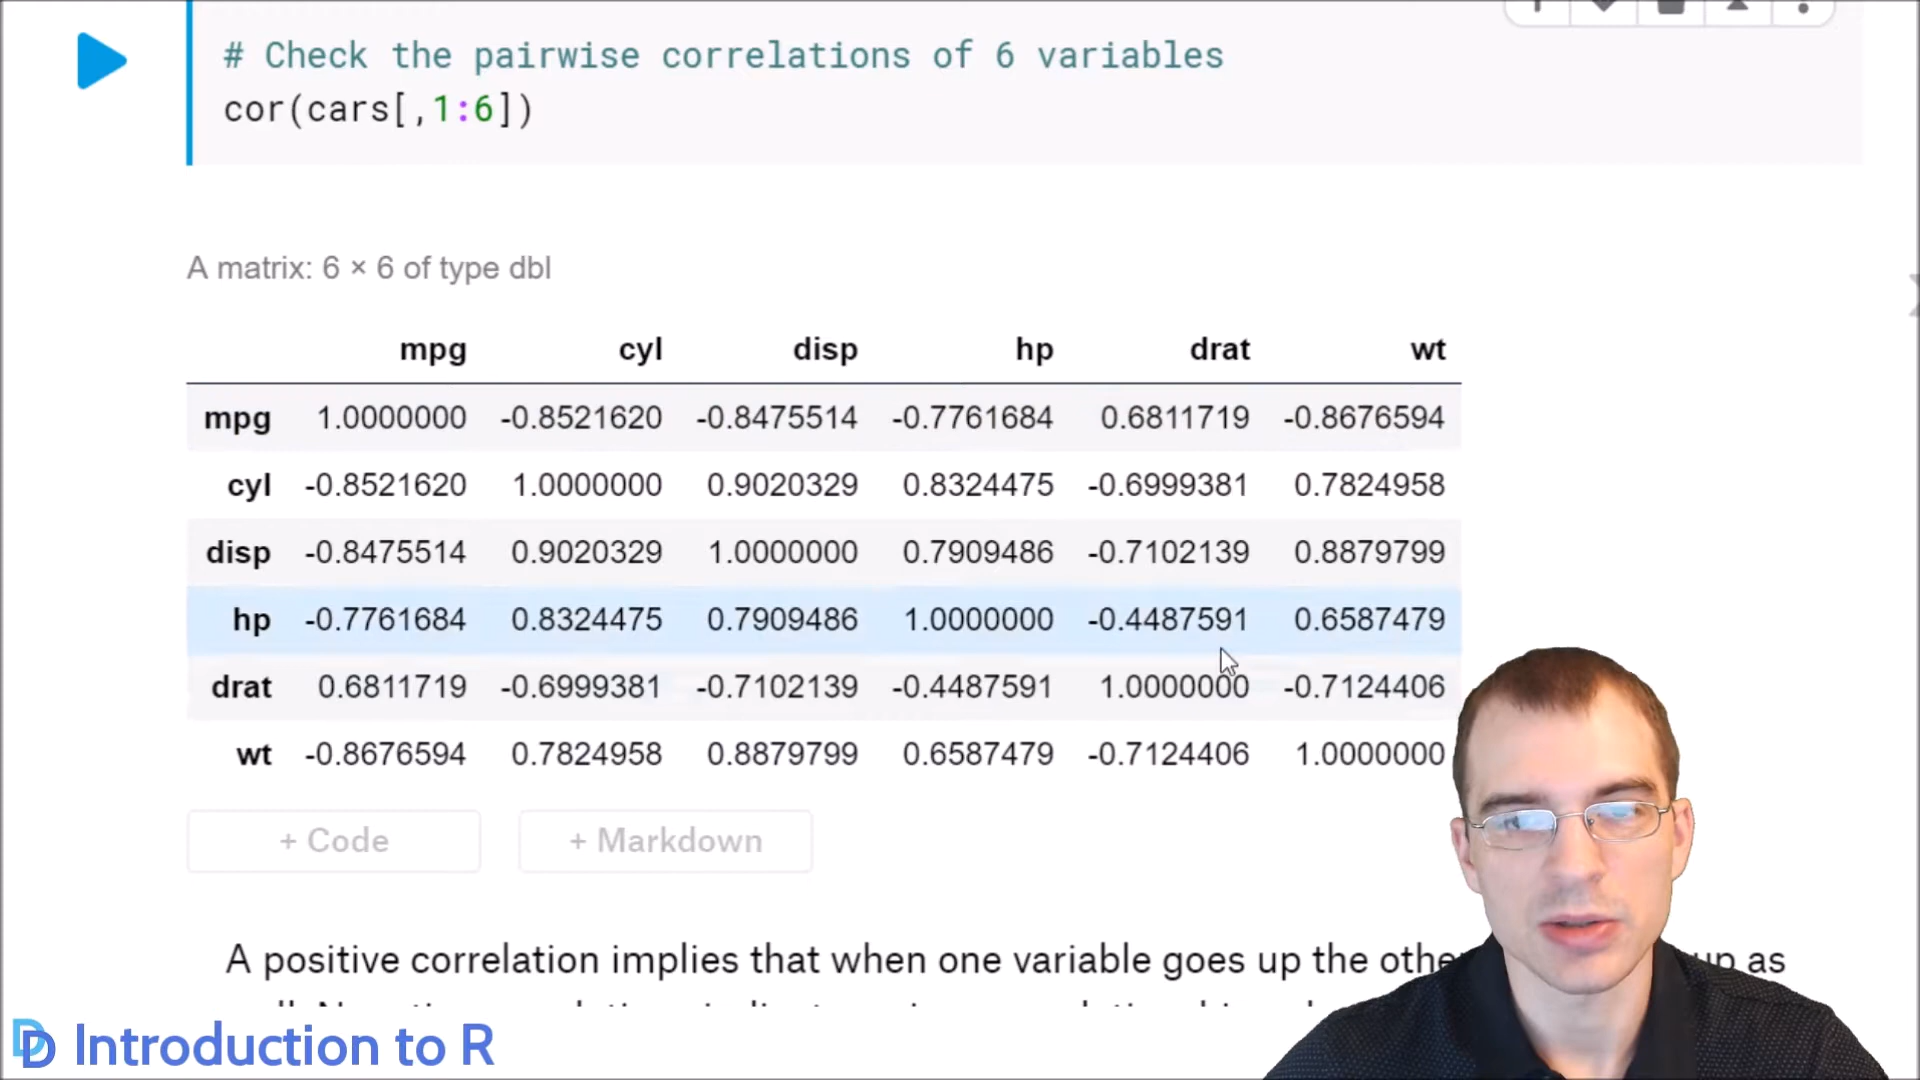 # Check the pairwise correlations of 6 variables
cor(cars[,1:6])
A matrix: 6 × 6 of type dbl
mpg cyl disp hp drat wt
mpg 1.0000000 -0.8521620 -0.8475514 -0.7761684 0.6811719 -0.8676594
cyl -0.8521620 1.0000000 0.9020329 0.8324475 -0.6999381 0.7824958
disp -0.8475514 0.9020329 1.0000000 0.7909486 -0.7102139 0.8879799
hp -0.7761684 0.8324475 0.7909486 1.0000000 -0.4487591 0.6587479
drat 0.6811719 -0.6999381 -0.7102139 -0.4487591 1.0000000 -0.7124406
wt -0.8676594 0.7824958 0.8879799 0.6587479 -0.7124406 1.0000000
+ Code + Markdown
A positive correlation implies that when one variable goes up the up as
Introduction to R